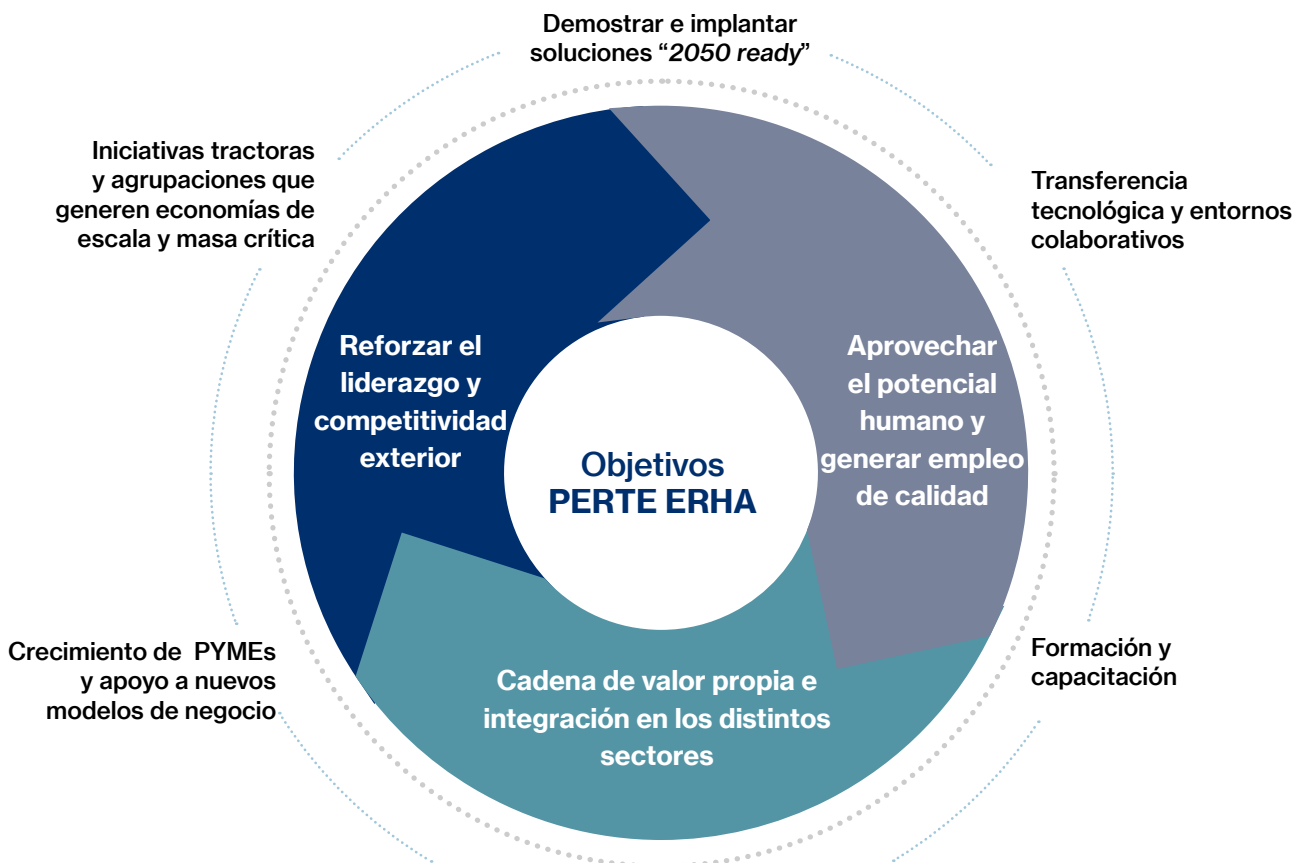 Demostrar e implantar
soluciones “2050 ready”
Iniciativas tractoras
y agrupaciones que
generen economías de
escala y masa crítica
Transferencia
tecnológica y entornos
colaborativos
Reforzar el
liderazgo y
competitividad
exterior
Aprovechar
el potencial
humano y
generar empleo
de calidad
Objetivos
PERTE ERHA
Crecimiento de PYMEs
y apoyo a nuevos
modelos de negocio
Cadena de valor propia e
integración en los distintos
sectores
Formación y
capacitación